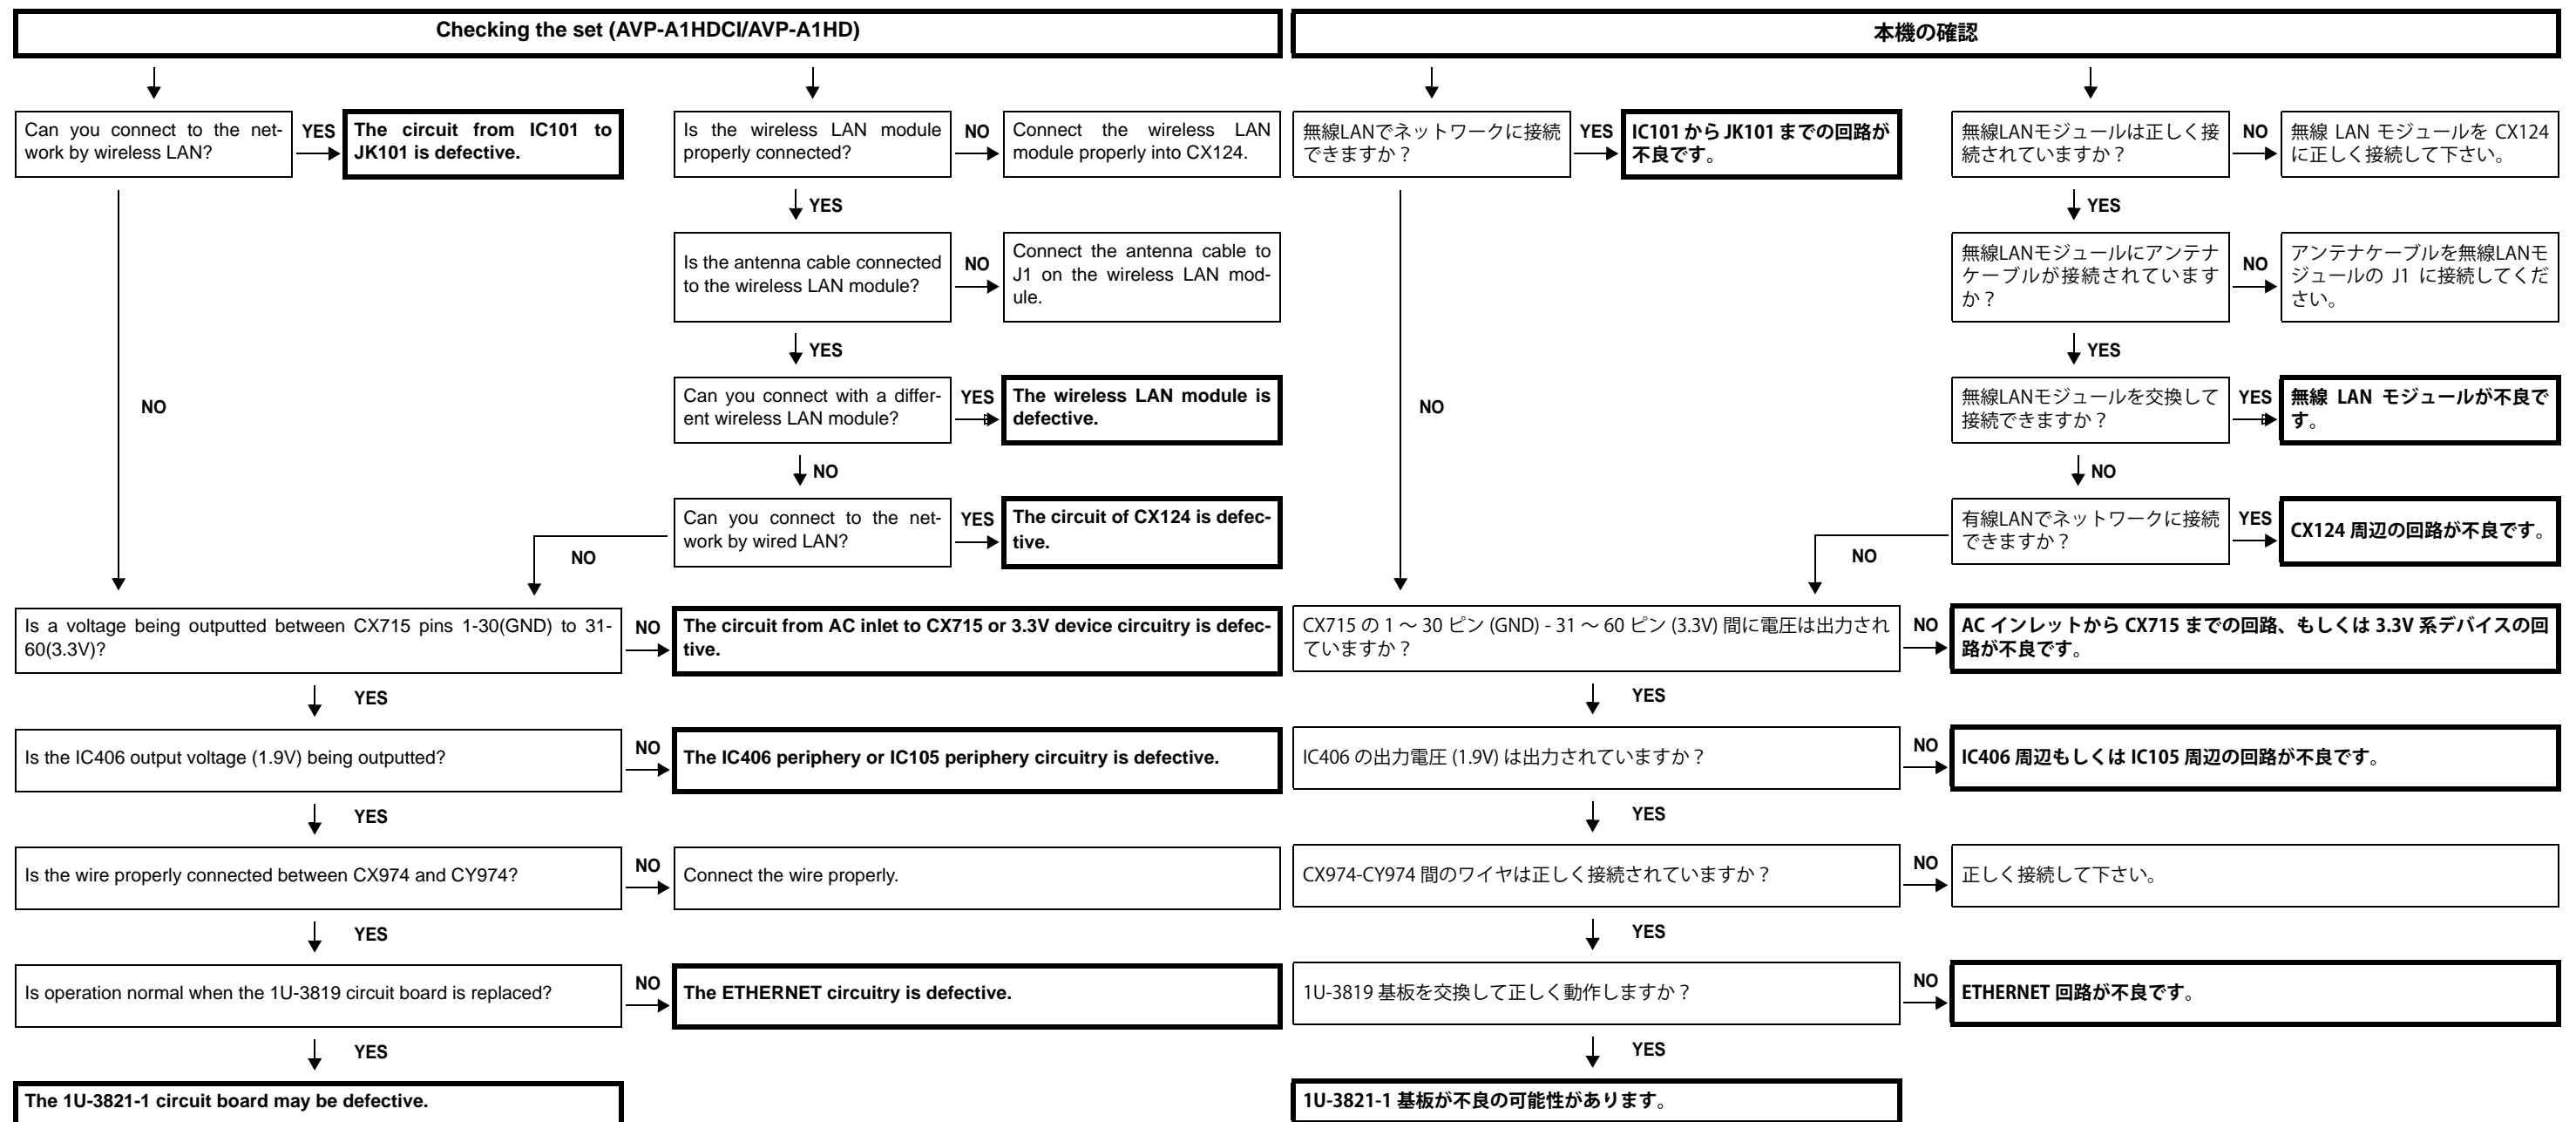 Checking the set (AVP-A1HDCI/AVP-A1HD)
Can you connect to the net-
work by wireless LAN?
YES
The circuit from IC101 to
JK101 is defective.
Is the wireless LAN module
properly connected?
NO
Connect the wireless LAN
module properly into CX124.
YES
Is the antenna cable connected
to the wireless LAN module?
NO
Connect the antenna cable to
J1 on the wireless LAN mod-
ule.
YES
NO
Can you connect with a differ-
ent wireless LAN module?
YES
The wireless LAN module is
defective.
NO
Can you connect to the net-
work by wired LAN?
YES
The circuit of CX124 is defec-
tive.
NO
Is a voltage being outputted between CX715 pins 1-30(GND) to 31-
60(3.3V)?
NO
The circuit from AC inlet to CX715 or 3.3V device circuitry is defec-
tive.
YES
Is the IC406 output voltage (1.9V) being outputted?
NO
The IC406 periphery or IC105 periphery circuitry is defective.
YES
Is the wire properly connected between CX974 and CY974?
NO
Connect the wire properly.
YES
Is operation normal when the 1U-3819 circuit board is replaced?
NO
The ETHERNET circuitry is defective.
YES
The 1U-3821-1 circuit board may be defective.
本機の確認
無線LANでネットワークに接続
できますか？
YES
IC101 から JK101 までの回路が
不良です。
無線LANモジュールは正しく接
続されていますか？
NO
無線 LAN モジュールを CX124
に正しく接続して下さい。
YES
無線LANモジュールにアンテナ
ケーブルが接続されています
か？
NO
アンテナケーブルを無線LANモ
ジュールの J1 に接続してくだ
さい。
YES
NO
無線LANモジュールを交換して
接続できますか？
YES
無線 LAN モジュールが不良で
す。
NO
有線LANでネットワークに接続
できますか？
YES
CX124 周辺の回路が不良です。
NO
CX715 の 1 ～ 30 ピン (GND) - 31 ～ 60 ピン (3.3V) 間に電圧は出力され
ていますか？
NO
AC インレットから CX715 までの回路、もしくは 3.3V 系デバイスの回
路が不良です。
YES
IC406 の出力電圧 (1.9V) は出力されていますか？
NO
IC406 周辺もしくは IC105 周辺の回路が不良です。
YES
CX974-CY974 間のワイヤは正しく接続されていますか？
NO
正しく接続して下さい。
YES
1U-3819 基板を交換して正しく動作しますか？
NO
ETHERNET 回路が不良です。
YES
1U-3821-1 基板が不良の可能性があります。